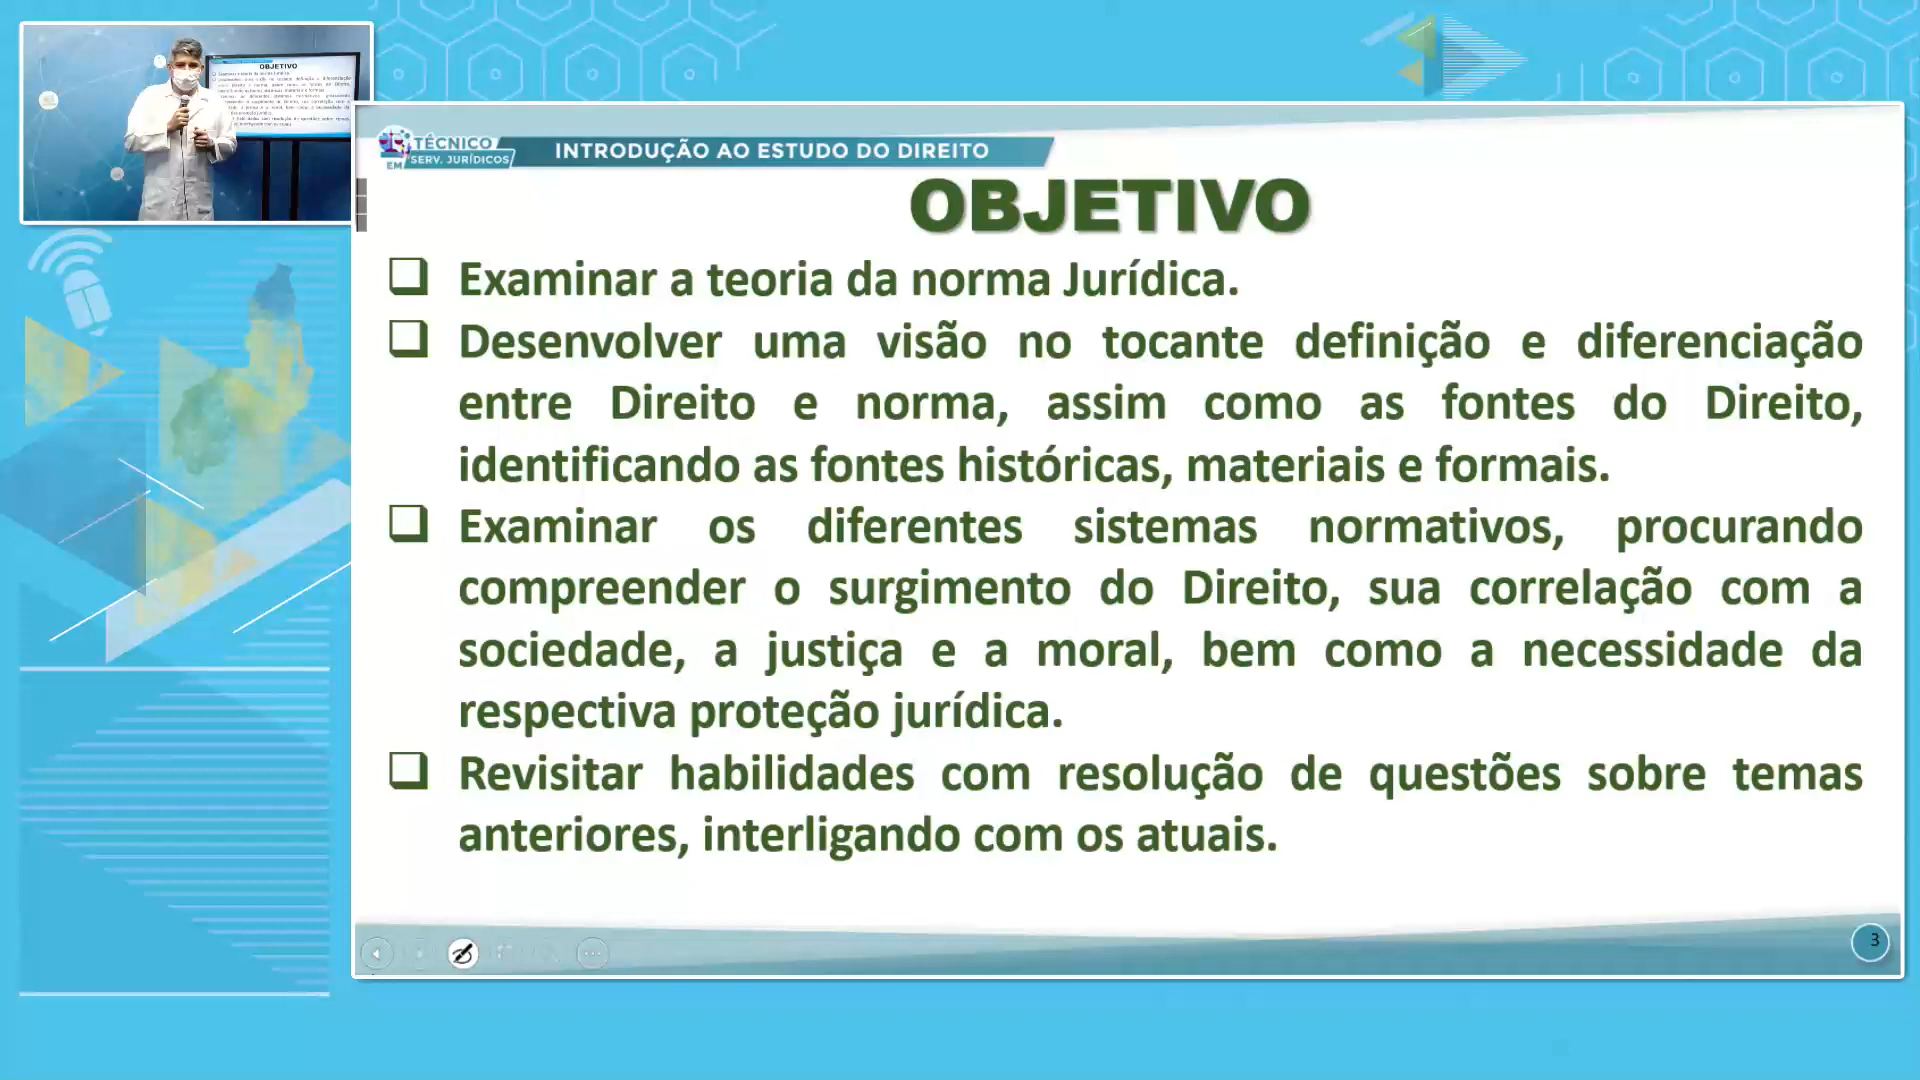 OBJETIVO
TÉCNICO
EM SERV. JURÍDICOS
INTRODUÇÃO AO ESTUDO DO DIREITO
OBJETIVO
Examinar a teoria da norma Jurídica.
Desenvolver uma visão no tocante definição e diferenciação
entre Direito e norma, assim como as fontes do Direito,
identificando as fontes históricas, materiais e formais.
Examinar os diferentes sistemas normativos, procurando
compreender o surgimento do Direito, sua correlação com a
sociedade, a justiça e a moral, bem como a necessidade da
respectiva proteção jurídica.
Revisitar habilidades com resolução de questões sobre temas
anteriores, interligando com os atuais.
3